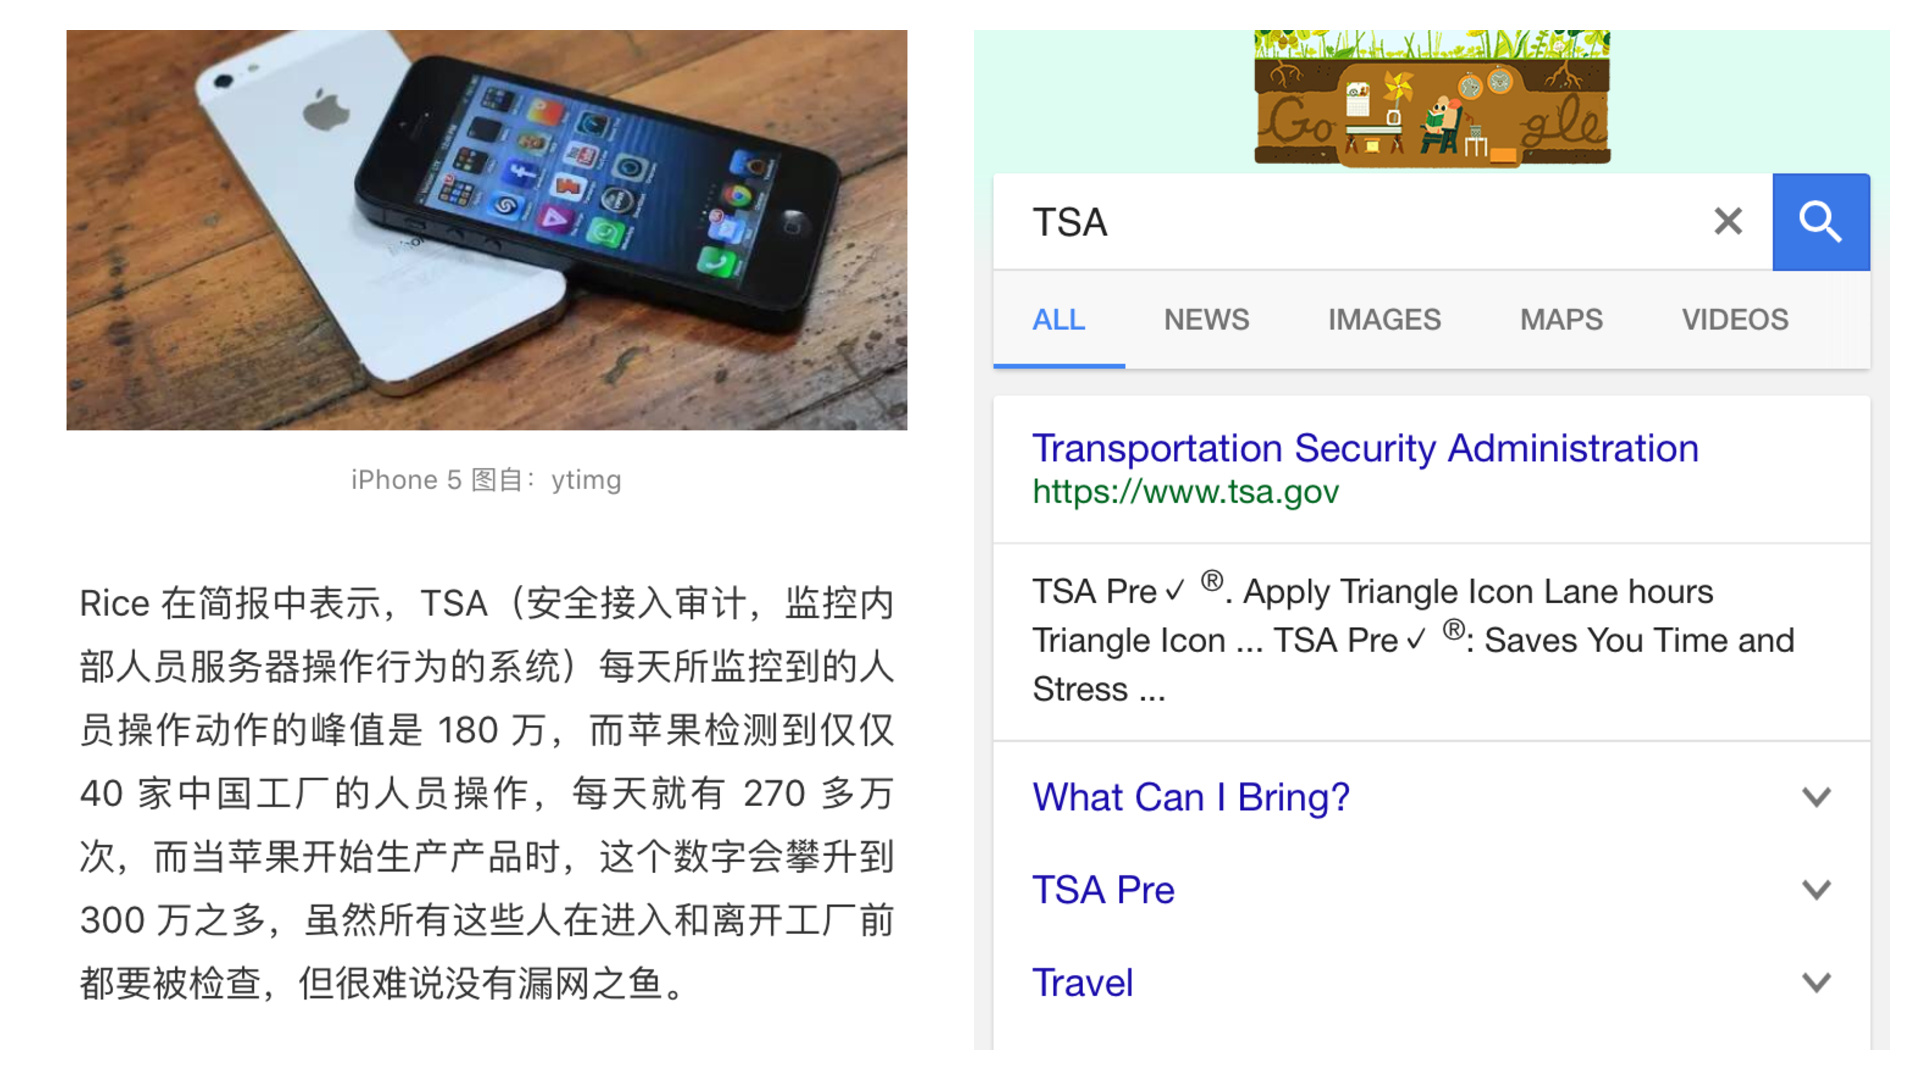 iPhone 5 图自：ytimg
Rice 在简报中表示，TSA（安全接入审计，监控内
部人员服务器操作行为的系统）每天所监控到的人
员操作动作的峰值是 180 万，而苹果检测到仅仅
40 家中国工厂的人员操作，每天就有 270 多万
次，而当苹果开始生产产品时，这个数字会攀升到
300 万之多，虽然所有这些人在进入和离开工厂前
都要被检查，但很难说没有漏网之鱼。
Go gle
TSA
ALL NEWS IMAGES MAPS VIDEOS
Transportation Security Administration
https://www.tsa.gov
TSA Pre✓ ®. Apply Triangle Icon Lane hours
Triangle Icon ... TSA Pre✓ ®: Saves You Time and
Stress ...
What Can I Bring?
TSA Pre
Travel